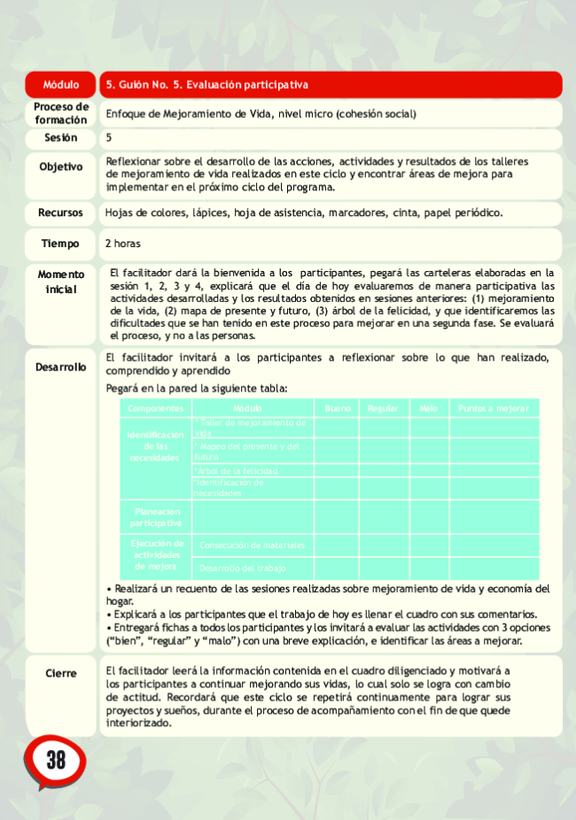 Módulo
5. Guión No. 5. Evaluación participativa
Proceso de
formación
Enfoque de Mejoramiento de Vida, nivel micro (cohesión social)
Sesión
5
Objetivo
Reflexionar sobre el desarrollo de las acciones, actividades y resultados de los talleres
de mejoramiento de vida realizados en este ciclo y encontrar áreas de mejora para
implementar en el próximo ciclo del programa.
Recursos
Hojas de colores, lápices, hoja de asistencia, marcadores, cinta, papel periódico.
Tiempo
2 horas
Momento
inicial
El facilitador dará la bienvenida a los participantes, pegará las carteleras elaboradas en la
sesión 1, 2, 3 y 4, explicará que el día de hoy evaluaremos de manera participativa las
actividades desarrolladas y los resultados obtenidos en sesiones anteriores: (1) mejoramiento
de la vida, (2) mapa de presente y futuro, (3) árbol de la felicidad, y que identificaremos las
dificultades que se han tenido en este proceso para mejorar en una segunda fase. Se evaluará
el proceso, y no a las personas.
Desarrollo
El facilitador invitará a los participantes a reflexionar sobre lo que han realizado,
comprendido y aprendido
Pegará en la pared la siguiente tabla:
Componentes Módulo Bueno Regular Malo Puntos a mejorar
Identificación
de las
necesidades
* Taller de mejoramiento de
vida
* Mapeo del presente y del
futuro
*Árbol de la felicidad
*Identificación de
necesidades
Planeación
participativa
Ejecución de
actividades
de mejora
Consecución de materiales
Desarrollo del trabajo
• Realizará un recuento de las sesiones realizadas sobre mejoramiento de vida y economía del
hogar.
• Explicará a los participantes que el trabajo de hoy es llenar el cuadro con sus comentarios.
• Entregará fichas a todos los participantes y los invitará a evaluar las actividades con 3 opciones
(“bien”, “regular” y “malo”) con una breve explicación, e identificar las áreas a mejorar.
Cierre
El facilitador leerá la información contenida en el cuadro diligenciado y motivará a
los participantes a continuar mejorando sus vidas, lo cual solo se logra con cambio
de actitud. Recordará que este ciclo se repetirá continuamente para lograr sus
proyectos y sueños, durante el proceso de acompañamiento con el fin de que quede
interiorizado.
38